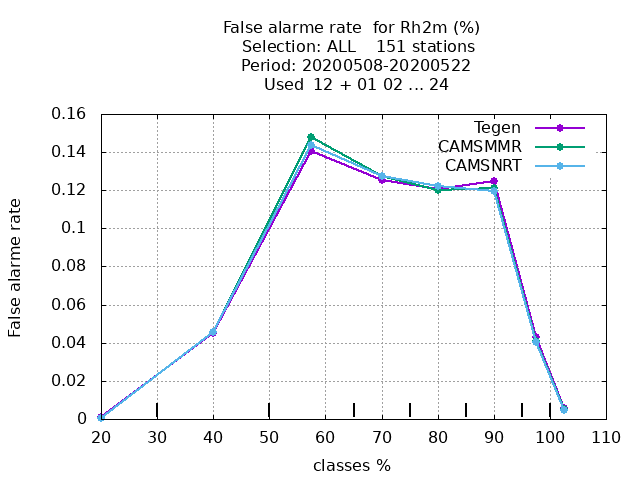 False alarme rate  for Rh2m (%)
Selection: ALL    151 stations
Period: 20200508-20200522
Used  12 + 01 02 ... 24
0.16
0.14
0.12
0.1
0.08
0.06
0.04
0.02
0
False alarme rate
Tegen
CAMSMMR
CAMSNRT
20 30 40 50 60 70 80 90 100 110
classes %